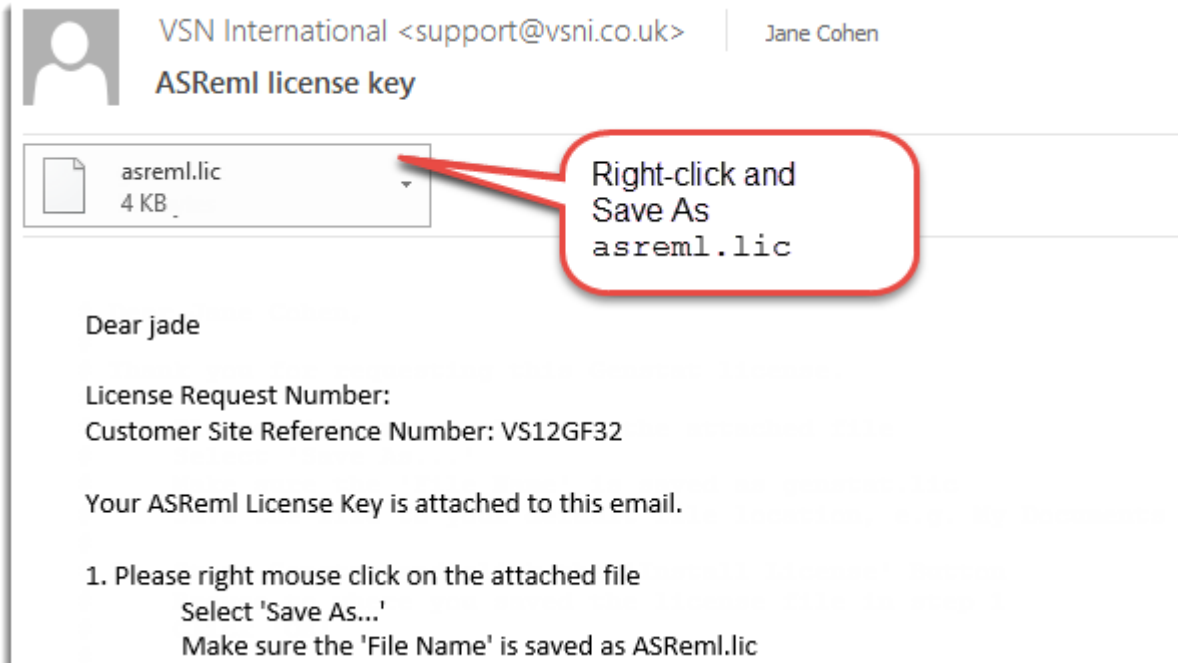 VSN International <support@vsni.co.uk> Jane Cohen
ASReml license key
asreml.lic
4 KB
Right-click and
Save As
asreml.lic
Dear jade
License Request Number:
Customer Site Reference Number: VS12GF32
Your ASReml License Key is attached to this email.
1. Please right mouse click on the attached file
Select 'Save As...'
Make sure the 'File Name' is saved as ASReml.lic